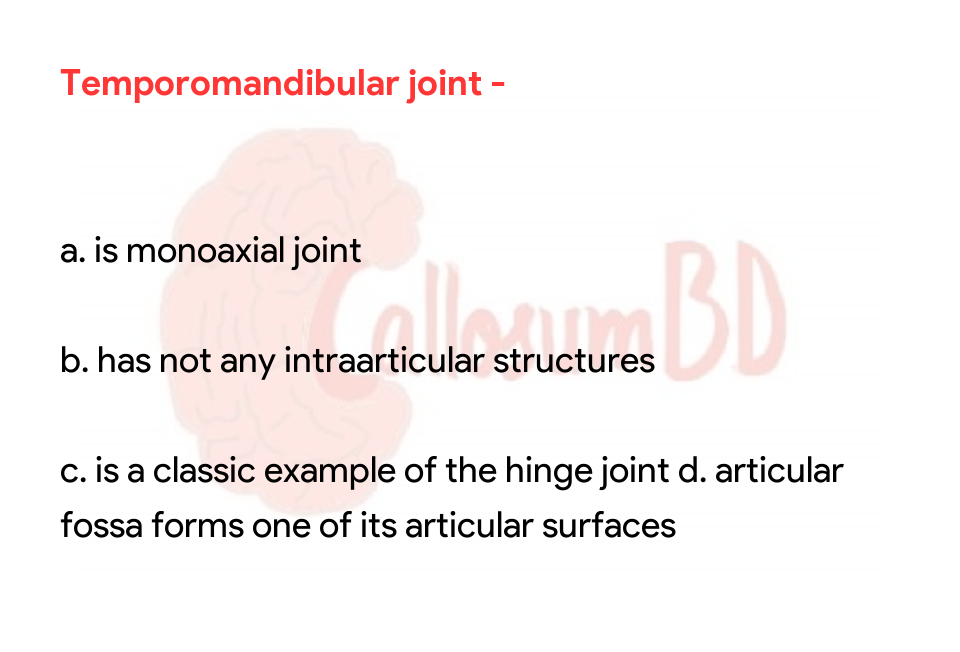 Temporomandibular joint -
a. is monoaxial joint
CallosumBD
b. has not any intraarticular structures
c. is a classic example of the hinge joint d. articular
fossa forms one of its articular surfaces